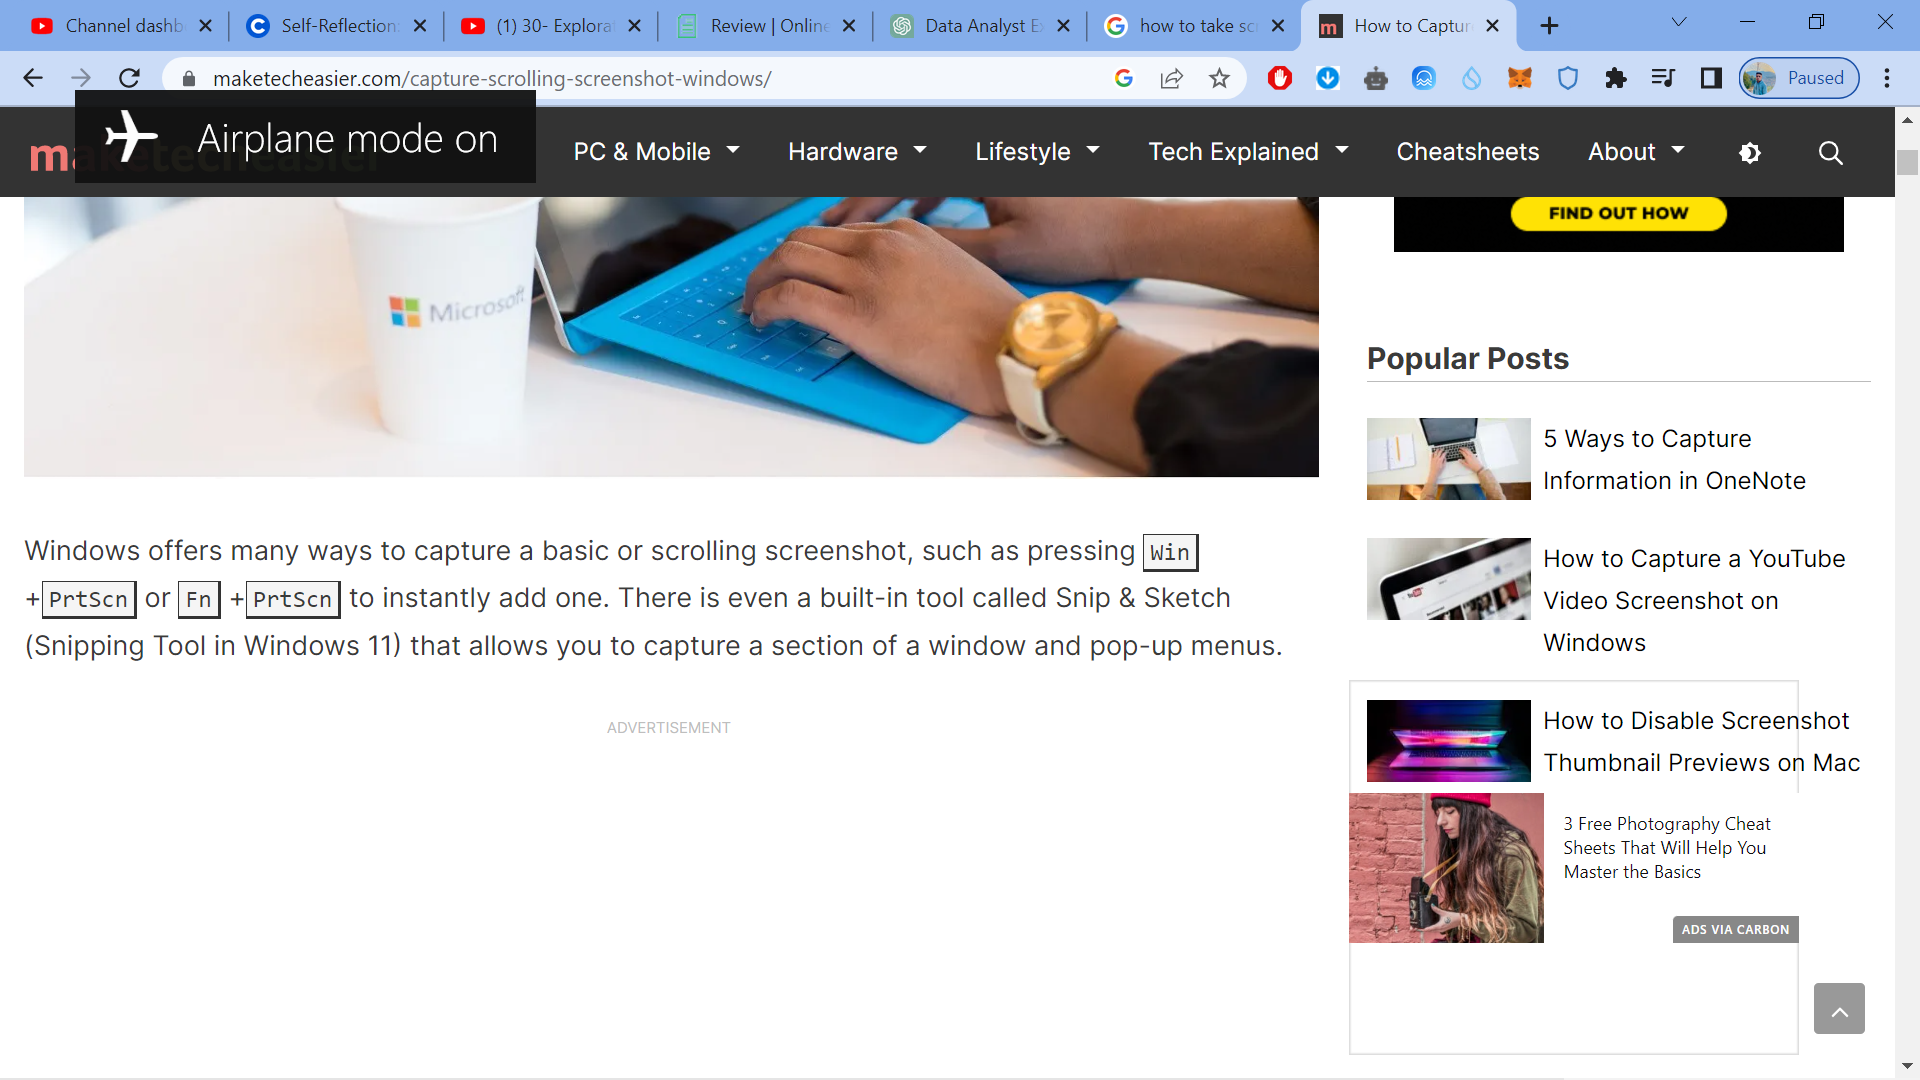 Channel dashb
Self-Reflection:
(1) 30- Explorat
Review | Online
Data Analyst E
how to take sc
How to Captur
maketecheasier.com/capture-scrolling-screenshot-windows/
Paused
Airplane mode on
maketecheasier
PC & Mobile
Hardware
Lifestyle
Tech Explained
Cheatsheets
About
FIND OUT HOW
Microsoft
Popular Posts
5 Ways to Capture
Information in OneNote
How to Capture a YouTube
Video Screenshot on
Windows
How to Disable Screenshot
Thumbnail Previews on Mac
Windows offers many ways to capture a basic or scrolling screenshot, such as pressing Win
+PrtScn or Fn +PrtScn to instantly add one. There is even a built-in tool called Snip & Sketch
(Snipping Tool in Windows 11) that allows you to capture a section of a window and pop-up menus.
ADVERTISEMENT
3 Free Photography Cheat
Sheets That Will Help You
Master the Basics
ADS VIA CARBON